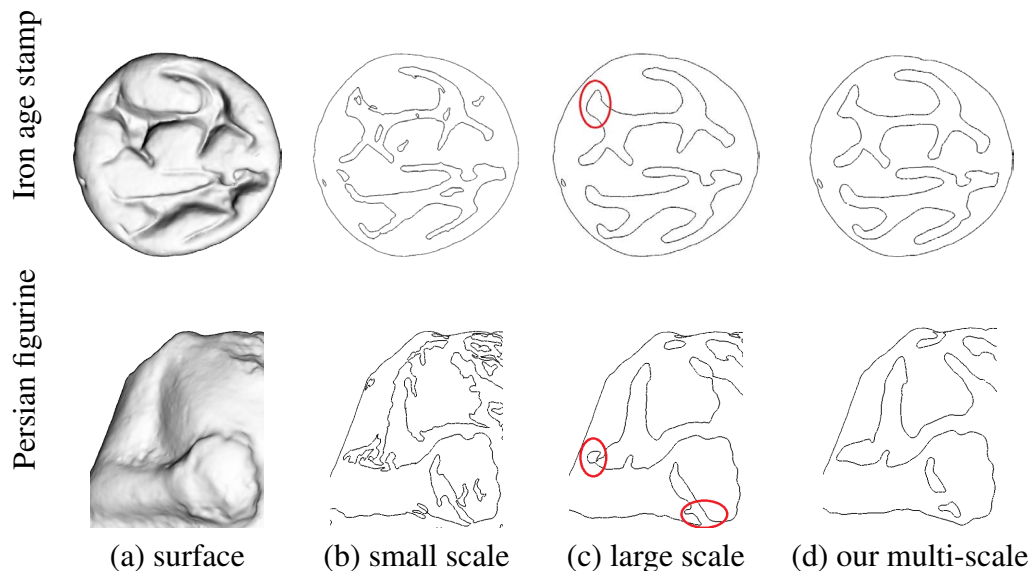 Iron age stamp
Persian figurine
(a) surface
(b) small scale
(c) large scale
(d) our multi-scale